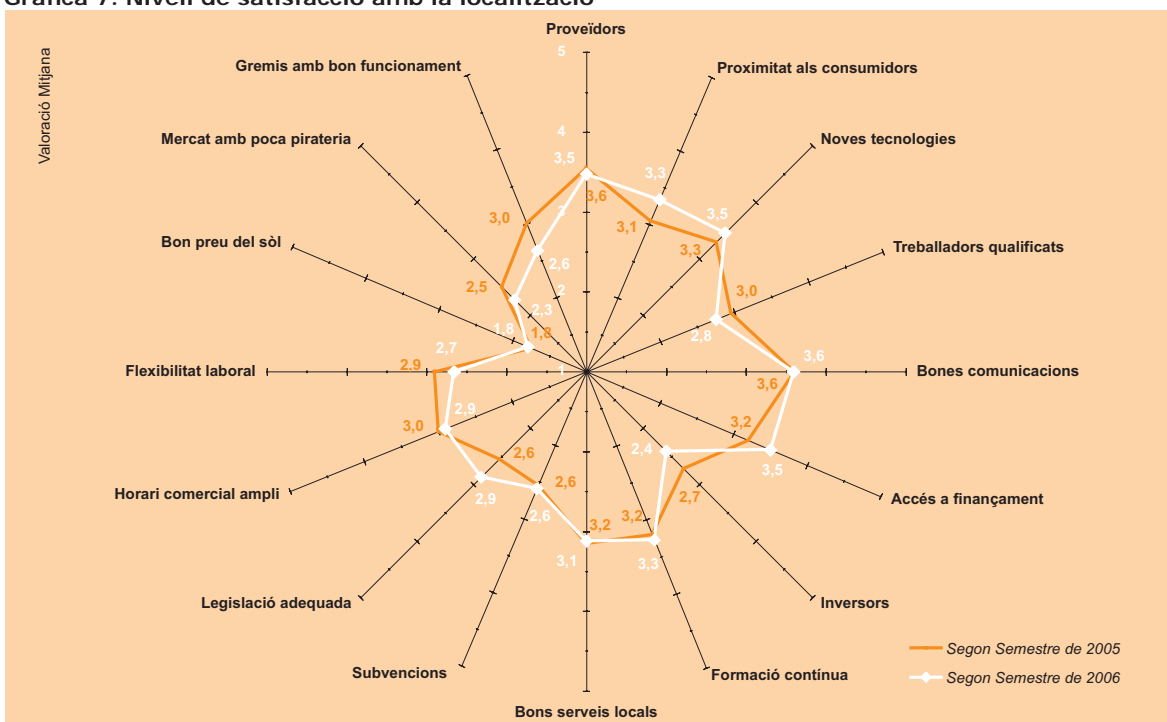 Gràfica 7: Nivell de satisfacció amb la localització
Valoració Mitjana
Proveïdors
Gremis amb bon funcionament
Proximitat als consumidors
Mercat amb poca pirateria
Noves tecnologies
Bon preu del sòl
Treballadors qualificats
Flexibilitat laboral
Bones comunicacions
Horari comercial ampli
Accés a finançament
Legislació adequada
Inversors
Subvencions
Formació contínua
Bons serveis locals
5
4
3
2
1
3,5
3,6
3,3
3,1
3,5
3,3
3,0
2,8
3,6
3,6
3,2
3,5
2,4
2,7
3,2
3,3
3,2
3,1
2,6
2,6
2,6
2,9
2,9
3,0
2,7
2,9
1,8
1,8
2,5
2,3
3,0
2,6
Segon Semestre de 2005
Segon Semestre de 2006